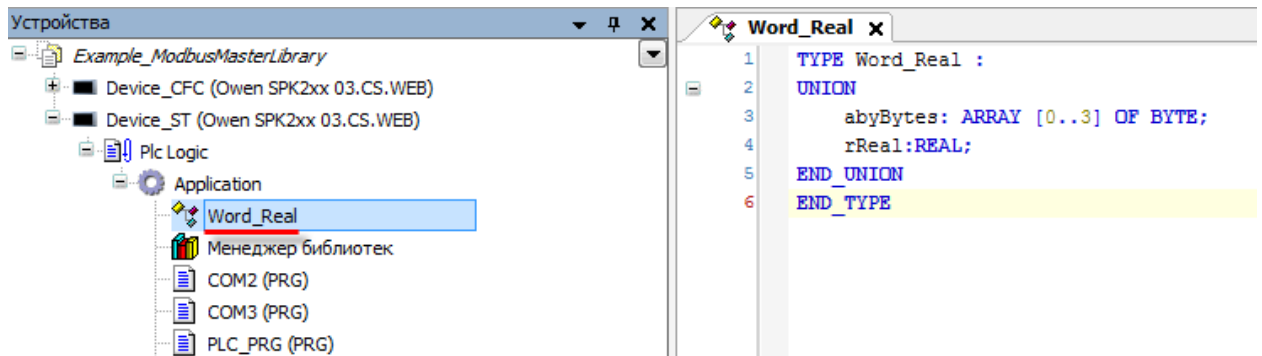 Устройства
Example_ModbusMasterLibrary
Device_CFC (Owen SPK2xx 03.CS.WEB)
Device_ST (Owen SPK2xx 03.CS.WEB)
Plc Logic
Application
Word_Real
Менеджер библиотек
COM2 (PRG)
COM3 (PRG)
PLC_PRG (PRG)
Word_Real
1 TYPE Word_Real :
2 UNION
3 abyBytes: ARRAY [0..3] OF BYTE;
4 rReal:REAL;
5 END_UNION
6 END_TYPE